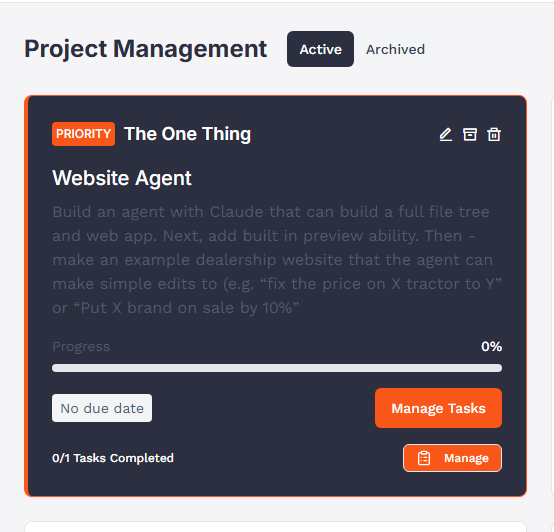 Project Management
Active
Archived
PRIORITY
The One Thing
Website Agent
Build an agent with Claude that can build a full file tree
and web app. Next, add built in preview ability. Then -
make an example dealership website that the agent can
make simple edits to (e.g. “fix the price on X tractor to Y”
or “Put X brand on sale by 10%”
Progress
0%
No due date
Manage Tasks
0/1 Tasks Completed
Manage